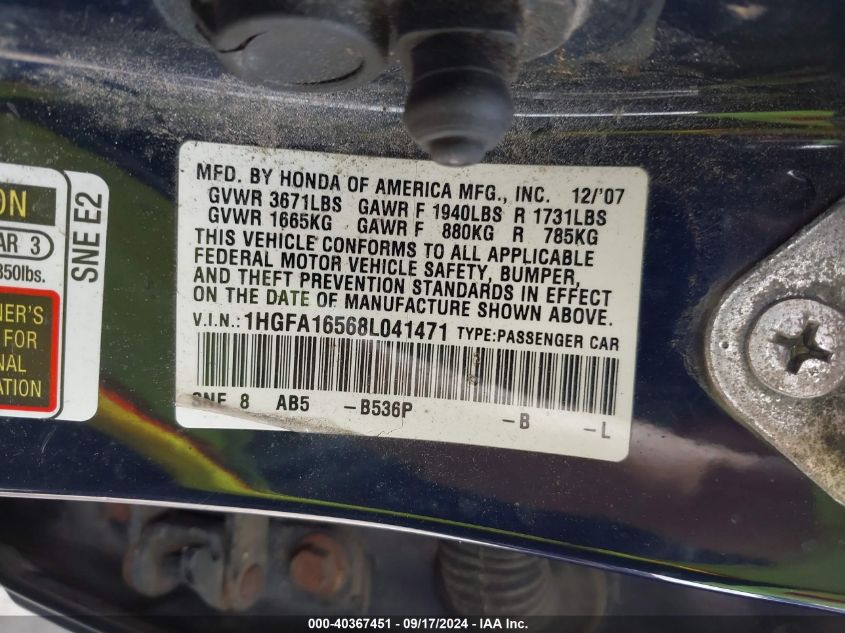 ON
AR 3
850lbs.
NER'S
FOR
NAL
ATION
SNE E2
MFD. BY HONDA OF AMERICA MFG., INC. 12/'07
GVWR 3671LBS GAWR F 1940LBS R 1731LBS
GVWR 1665KG GAWR F 880KG R 785KG
THIS VEHICLE CONFORMS TO ALL APPLICABLE
FEDERAL MOTOR VEHICLE SAFETY, BUMPER,
AND THEFT PREVENTION STANDARDS IN EFFECT
ON THE DATE OF MANUFACTURE SHOWN ABOVE.
V.I.N.:1HGFA16568L041471 TYPE:PASSENGER CAR
SNE 8 AB5 -B536P -B -L
000-40367451 - 09/17/2024 - IAA Inc.